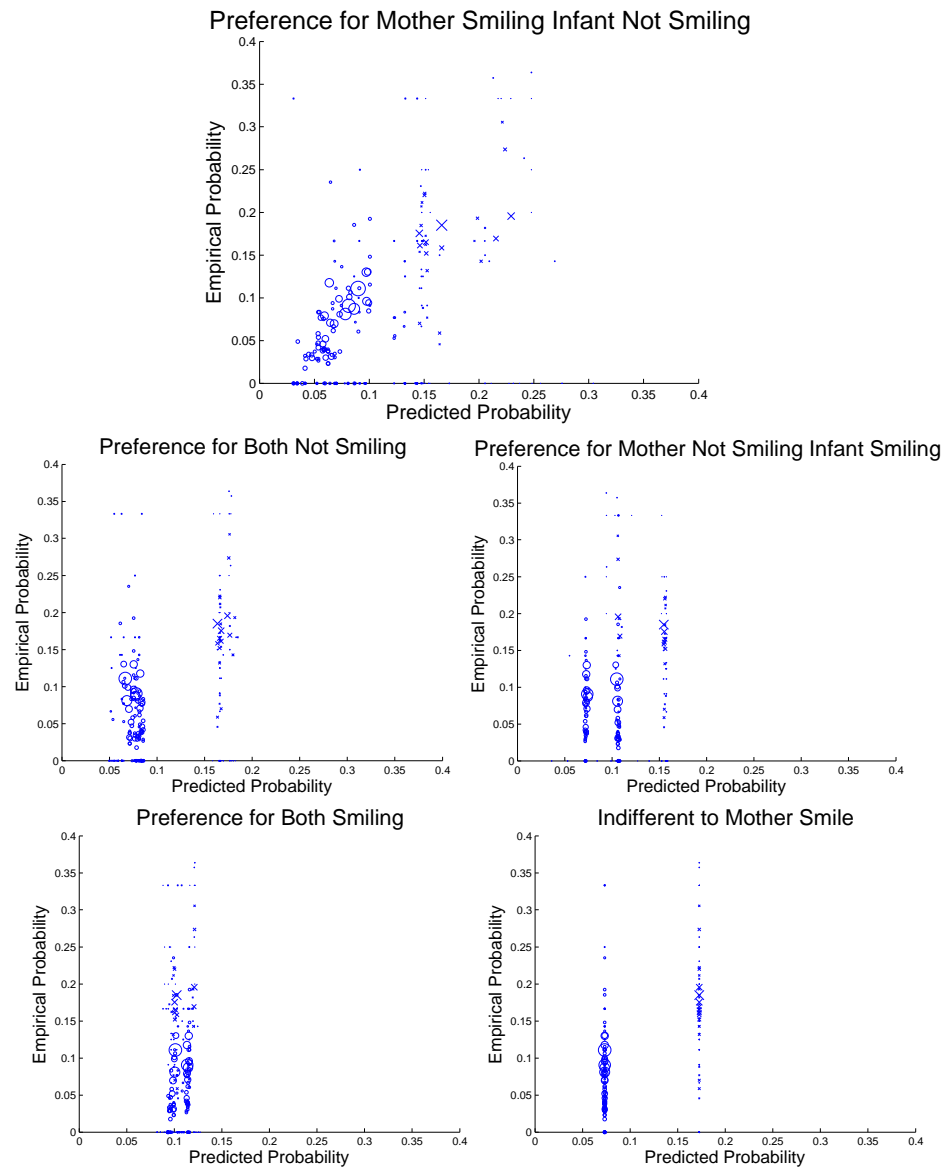 Preference for Mother Smiling Infant Not Smiling
0.4
0.35
0.3
0.25
0.2
0.15
0.1
0.05
0
Empirical Probability
0 0.05 0.1 0.15 0.2 0.25 0.3 0.35 0.4
Predicted Probability
Preference for Both Not Smiling
0.4
0.35
0.3
0.25
0.2
0.15
0.1
0.05
0
Empirical Probability
0 0.05 0.1 0.15 0.2 0.25 0.3 0.35 0.4
Predicted Probability
Preference for Mother Not Smiling Infant Smiling
0.4
0.35
0.3
0.25
0.2
0.15
0.1
0.05
0
Empirical Probability
0 0.05 0.1 0.15 0.2 0.25 0.3 0.35 0.4
Predicted Probability
Preference for Both Smiling
0.4
0.35
0.3
0.25
0.2
0.15
0.1
0.05
0
Empirical Probability
0 0.05 0.1 0.15 0.2 0.25 0.3 0.35 0.4
Predicted Probability
Indifferent to Mother Smile
0.4
0.35
0.3
0.25
0.2
0.15
0.1
0.05
0
Empirical Probability
0 0.05 0.1 0.15 0.2 0.25 0.3 0.35 0.4
Predicted Probability